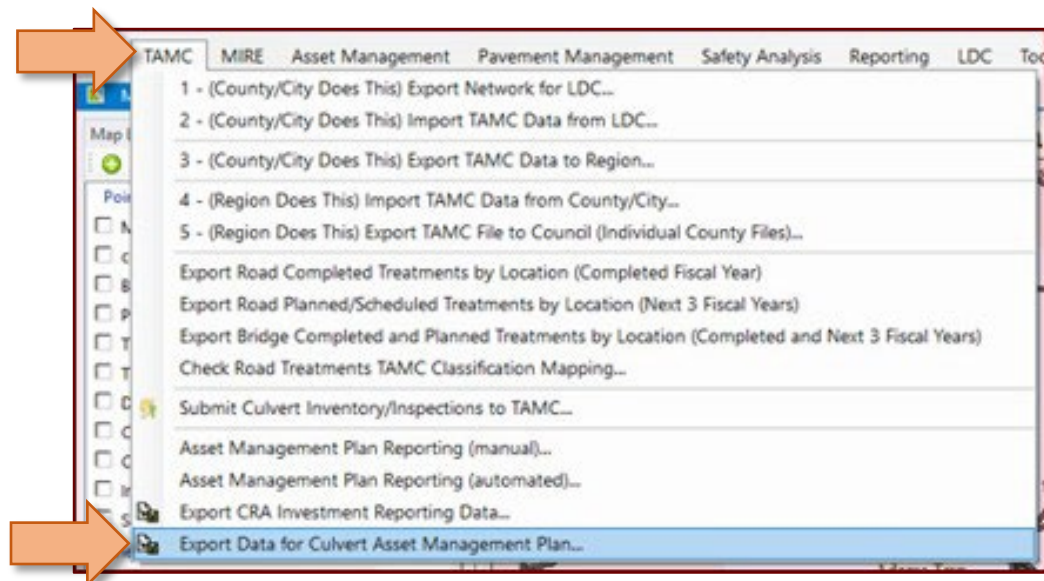 TAMC MIRE Asset Management Pavement Management Safety Analysis Reporting LDC
1 - (County/City Does This) Export Network for LDC...
2 - (County/City Does This) Import TAMC Data from LDC...
Map
3 - (County/City Does This) Export TAMC Data to Region...
4 - (Region Does This) Import TAMC Data from County/City...
5 - (Region Does This) Export TAMC File to Council (Individual County Files)...
Export Road Completed Treatments by Location (Completed Fiscal Year)
Export Road Planned/Scheduled Treatments by Location (Next 3 Fiscal Years)
Export Bridge Completed and Planned Treatments by Location (Completed and Next 3 Fiscal Years)
Check Road Treatments TAMC Classification Mapping...
Submit Culvert Inventory/Inspections to TAMC...
Asset Management Plan Reporting (manual)...
Asset Management Plan Reporting (automated)...
Export CRA Investment Reporting Data...
Export Data for Culvert Asset Management Plan...